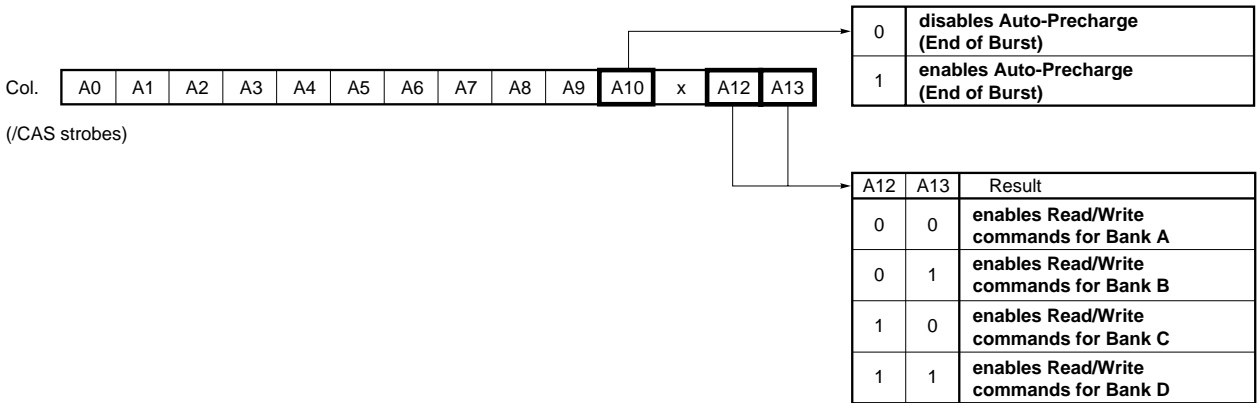 0 disables Auto-Precharge
(End of Burst)
1 enables Auto-Precharge
(End of Burst)
Col. A0 A1 A2 A3 A4 A5 A6 A7 A8 A9 A10 x A12 A13
(/CAS strobes)
A12 A13 Result
0 0 enables Read/Write
commands for Bank A
0 1 enables Read/Write
commands for Bank B
1 0 enables Read/Write
commands for Bank C
1 1 enables Read/Write
commands for Bank D